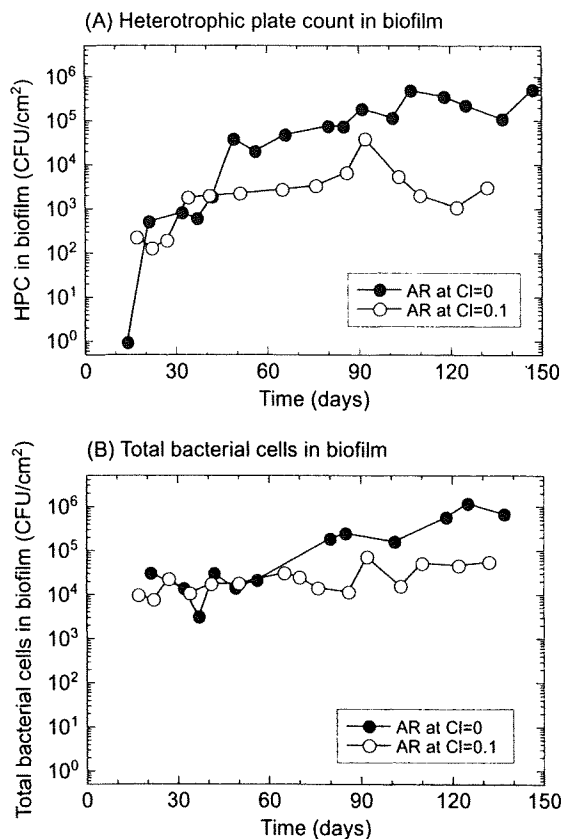 (A) Heterotrophic plate count in biofilm
HPC in biofilm (CFU/cm²)
10⁶
10⁵
10⁴
10³
10²
10¹
10⁰
AR at Cl=0
AR at Cl=0.1
0 30 60 90 120 150
Time (days)
(B) Total bacterial cells in biofilm
Total bacterial cells in biofilm (CFU/cm²)
10⁶
10⁵
10⁴
10³
10²
10¹
10⁰
AR at Cl=0
AR at Cl=0.1
0 30 60 90 120 150
Time (days)